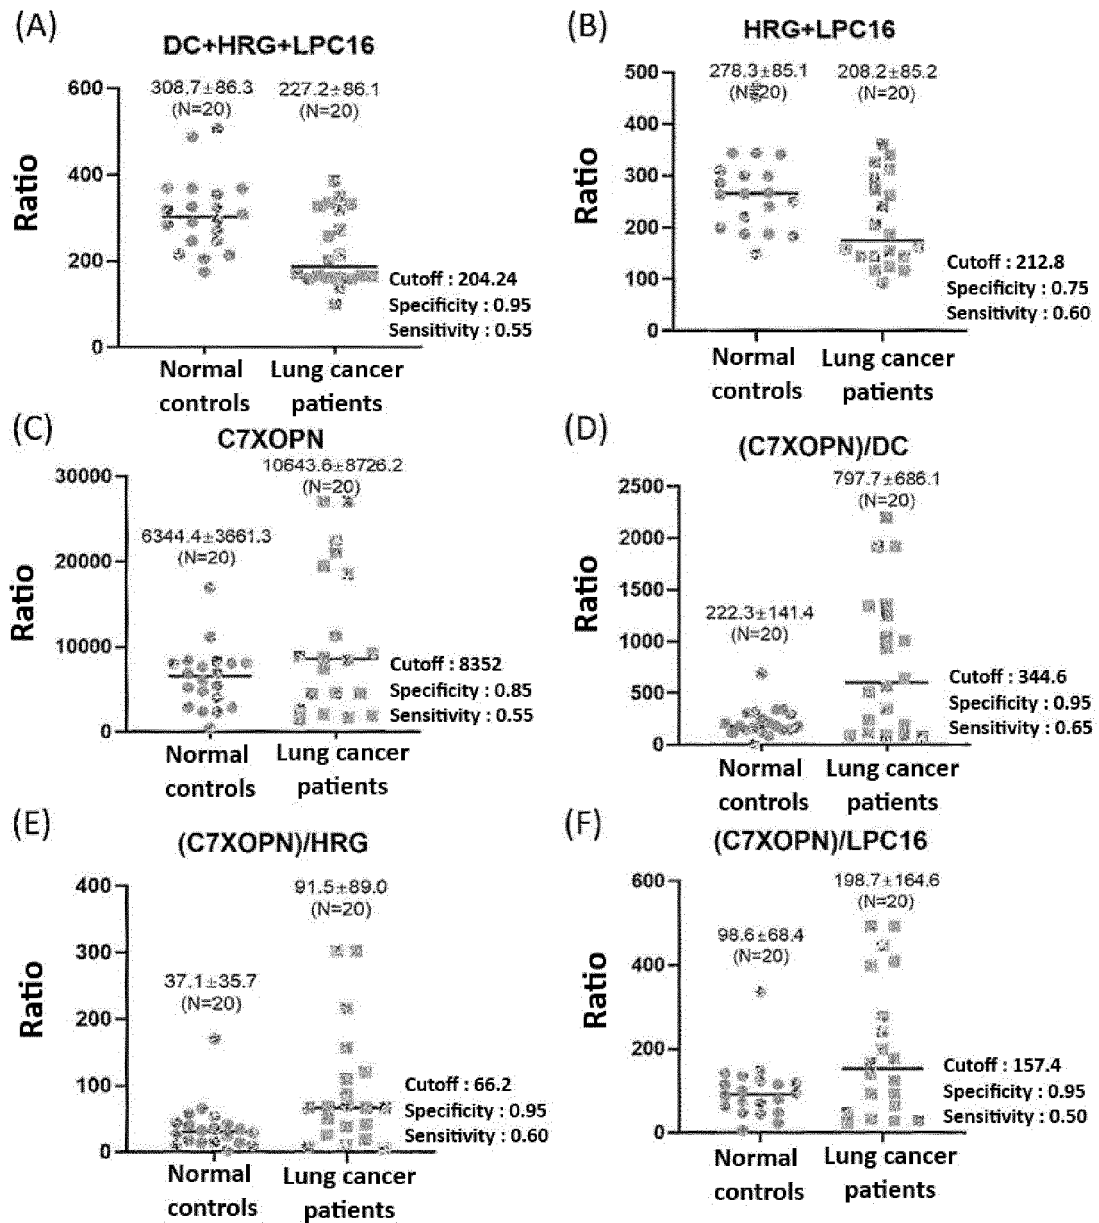 (A)
DC+HRG+LPC16
Ratio
600
400
200
0
308.7±86.3
(N=20)
227.2±86.1
(N=20)
Cutoff : 204.24
Specificity : 0.95
Sensitivity : 0.55
Normal
controls
Lung cancer
patients
(B)
HRG+LPC16
Ratio
500
400
300
200
100
0
278.3±85.1
(N=20)
208.2±85.2
(N=20)
Cutoff : 212.8
Specificity : 0.75
Sensitivity : 0.60
Normal
controls
Lung cancer
patients
(C)
C7XOPN
Ratio
30000
20000
10000
0
6344.4±3661.3
(N=20)
10643.6±8726.2
(N=20)
Cutoff : 8352
Specificity : 0.85
Sensitivity : 0.55
Normal
controls
Lung cancer
patients
(D)
(C7XOPN)/DC
Ratio
2500
2000
1500
1000
500
0
222.3±141.4
(N=20)
797.7±686.1
(N=20)
Cutoff : 344.6
Specificity : 0.95
Sensitivity : 0.65
Normal
controls
Lung cancer
patients
(E)
(C7XOPN)/HRG
Ratio
400
300
200
100
0
37.1±35.7
(N=20)
91.5±89.0
(N=20)
Cutoff : 66.2
Specificity : 0.95
Sensitivity : 0.60
Normal
controls
Lung cancer
patients
(F)
(C7XOPN)/LPC16
Ratio
600
400
200
0
98.6±68.4
(N=20)
198.7±164.6
(N=20)
Cutoff : 157.4
Specificity : 0.95
Sensitivity : 0.50
Normal
controls
Lung cancer
patients